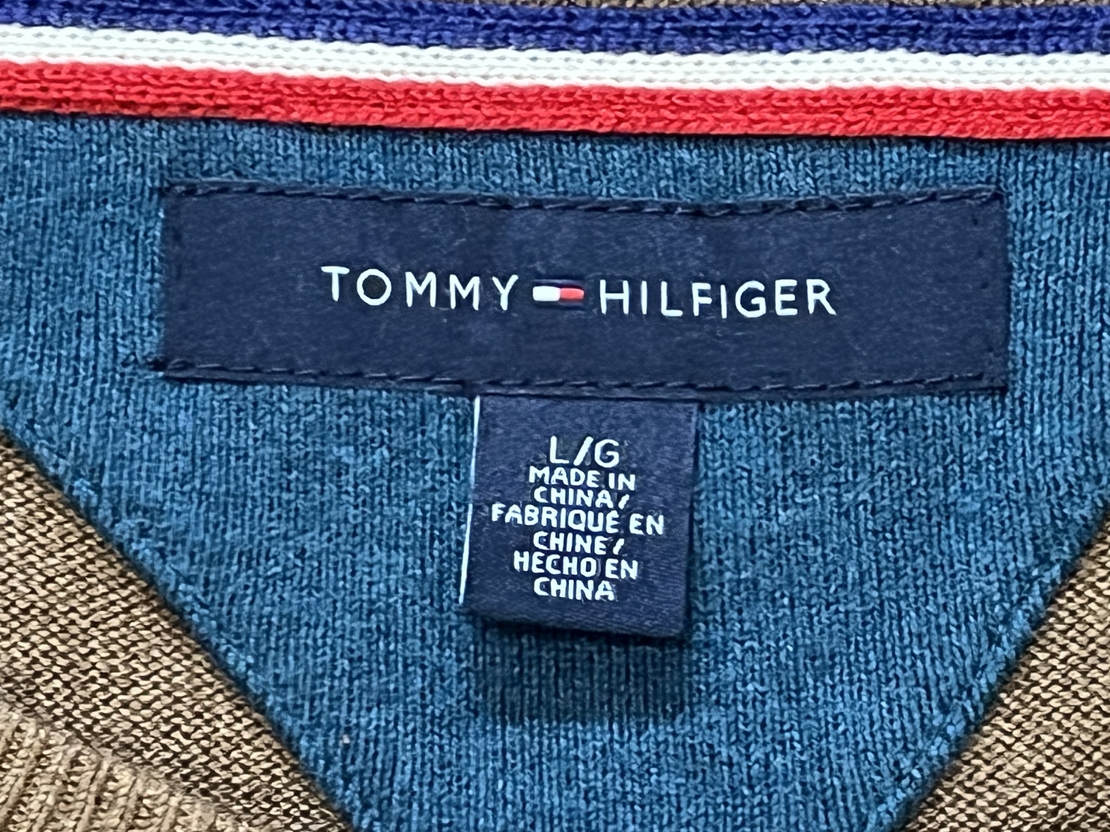 TOMMY HILFIGER
L/G
MADE IN
CHINA/
FABRIQUÉ EN
CHINE/
HECHO EN
CHINA